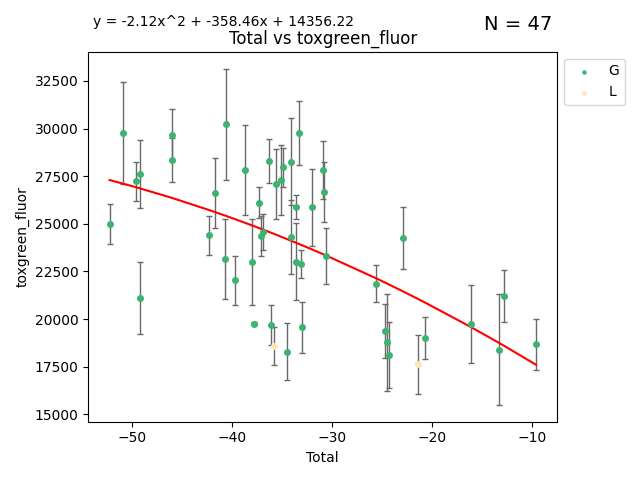 y = -2.12x^2 + -358.46x + 14356.22
N = 47
Total vs toxgreen_fluor
toxgreen_fluor
32500
30000
27500
25000
22500
20000
17500
15000
−50
−40
−30
−20
−10
Total
G
L